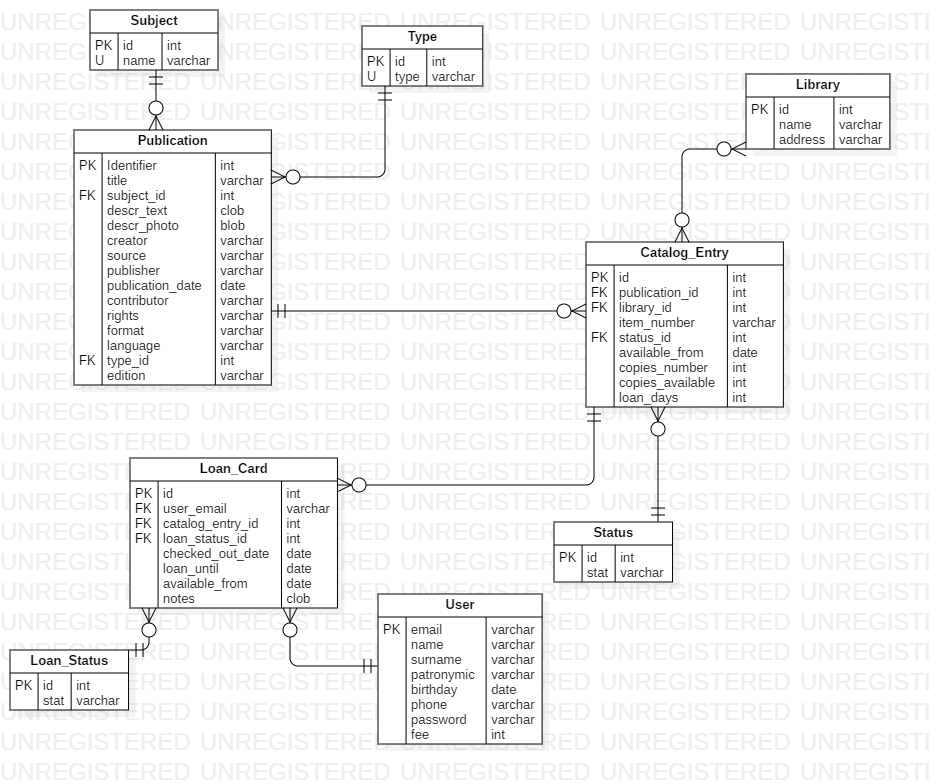 Subject
PK id int
U name varchar
Type
PK id int
U type varchar
Library
PK id int
name varchar
address varchar
Publication
PK Identifier int
title varchar
FK subject_id int
descr_text clob
descr_photo blob
creator varchar
source varchar
publisher varchar
publication_date date
contributor varchar
rights varchar
format varchar
language varchar
FK type_id int
edition varchar
Catalog_Entry
PK id int
FK publication_id int
FK library_id int
item_number varchar
FK status_id int
available_from date
copies_number int
copies_available int
loan_days int
Loan_Card
PK id int
FK user_email varchar
FK catalog_entry_id int
FK loan_status_id int
checked_out_date date
loan_until date
available_from date
notes clob
Status
PK id int
stat varchar
User
PK email varchar
name varchar
surname varchar
patronymic varchar
birthday date
phone varchar
password varchar
fee int
Loan_Status
PK id int
stat varchar
UNREGISTERED